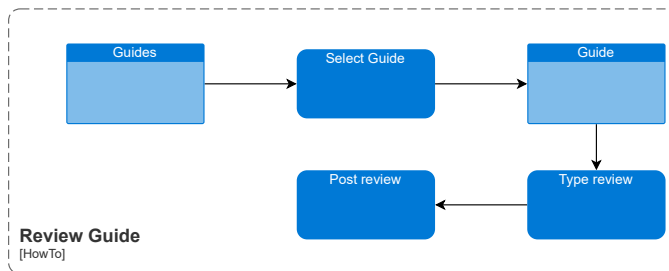 Guides
Select Guide
Guide
Post review
Type review
Review Guide
[HowTo]